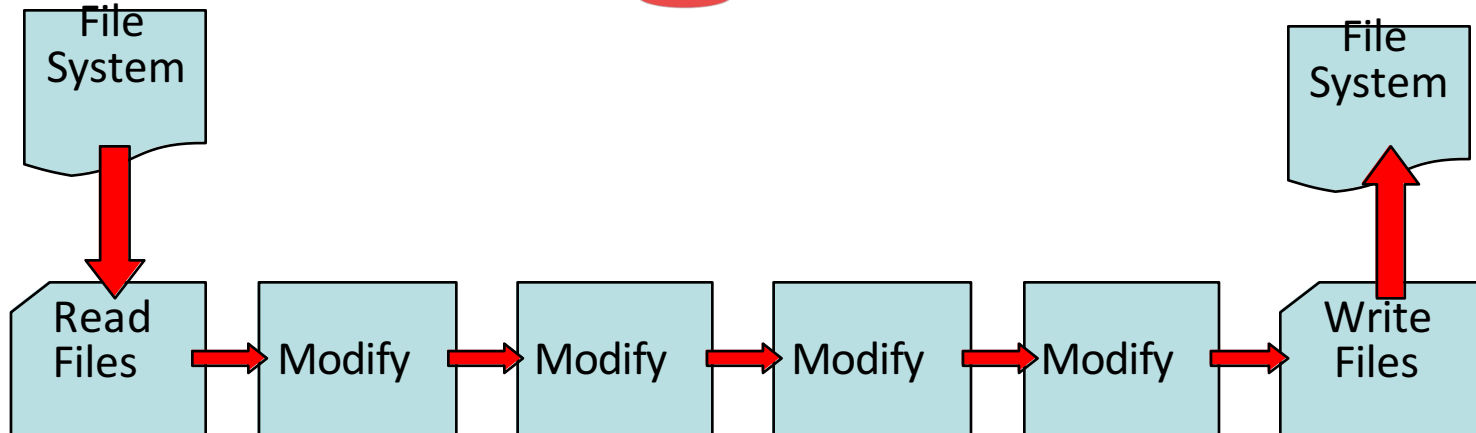 File
System
File
System
Read
Files
Modify
Modify
Modify
Modify
Write
Files